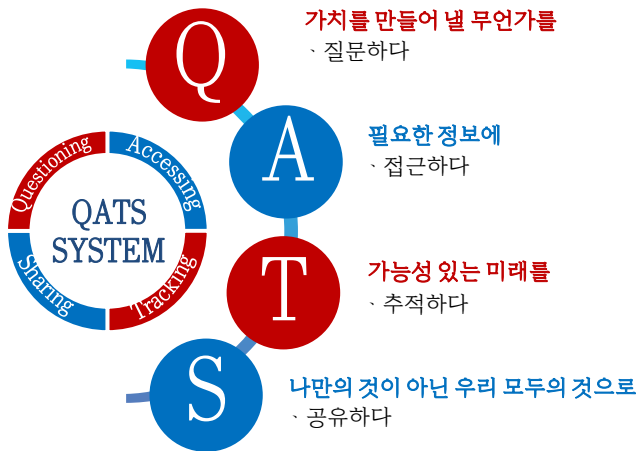 Q
가치를 만들어 낼 무언가를
、질문하다
A
필요한 정보에
、접근하다
Questioning
Accessing
QATS
SYSTEM
Sharing
Tracking
T
가능성 있는 미래를
、추적하다
S
나만의 것이 아닌 우리 모두의 것으로
、공유하다